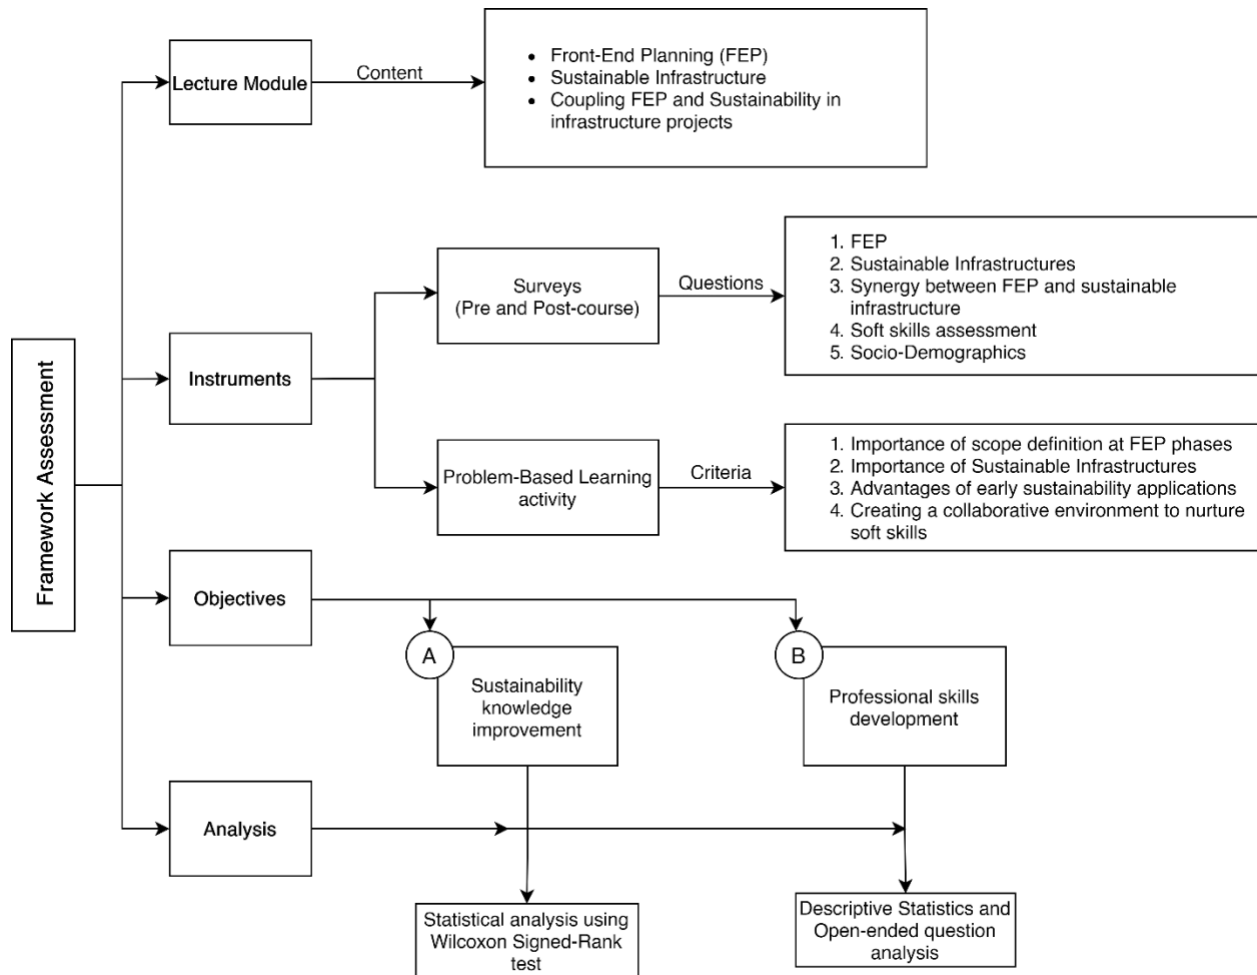 Framework Assessment
Lecture Module
Content
• Front-End Planning (FEP)
• Sustainable Infrastructure
• Coupling FEP and Sustainability in
infrastructure projects
Instruments
Surveys
(Pre and Post-course)
Questions
1. FEP
2. Sustainable Infrastructures
3. Synergy between FEP and sustainable
infrastructure
4. Soft skills assessment
5. Socio-Demographics
Problem-Based Learning
activity
Criteria
1. Importance of scope definition at FEP phases
2. Importance of Sustainable Infrastructures
3. Advantages of early sustainability applications
4. Creating a collaborative environment to nurture
soft skills
Objectives
A
Sustainability
knowledge
improvement
B
Professional skills
development
Analysis
Statistical analysis using
Wilcoxon Signed-Rank
test
Descriptive Statistics and
Open-ended question
analysis